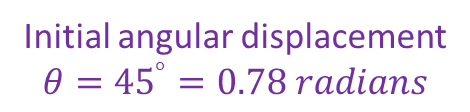 Initial angular displacement
θ = 45° = 0.78 radians